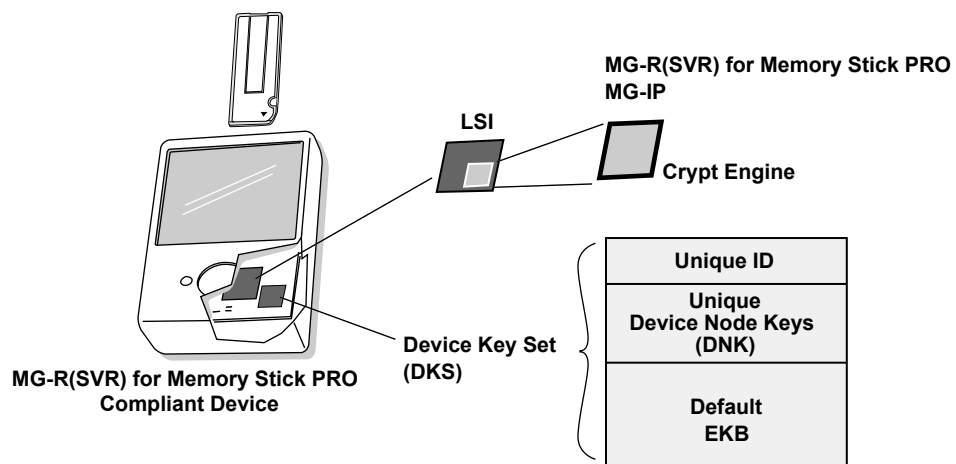 MG-R(SVR) for Memory Stick PRO
MG-IP
LSI
Crypt Engine
Unique ID
Unique
Device Node Keys
(DNK)
Device Key Set
(DKS)
MG-R(SVR) for Memory Stick PRO
Compliant Device
Default
EKB